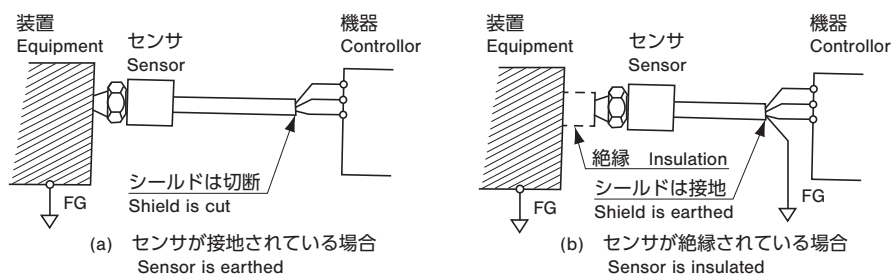 装置
Equipment
センサ
Sensor
機器
Controllor
シールドは切断
Shield is cut
FG
(a) センサが接地されている場合
Sensor is earthed
装置
Equipment
センサ
Sensor
機器
Controllor
絶縁 Insulation
シールドは接地
Shield is earthed
FG
FG
(b) センサが絶縁されている場合
Sensor is insulated